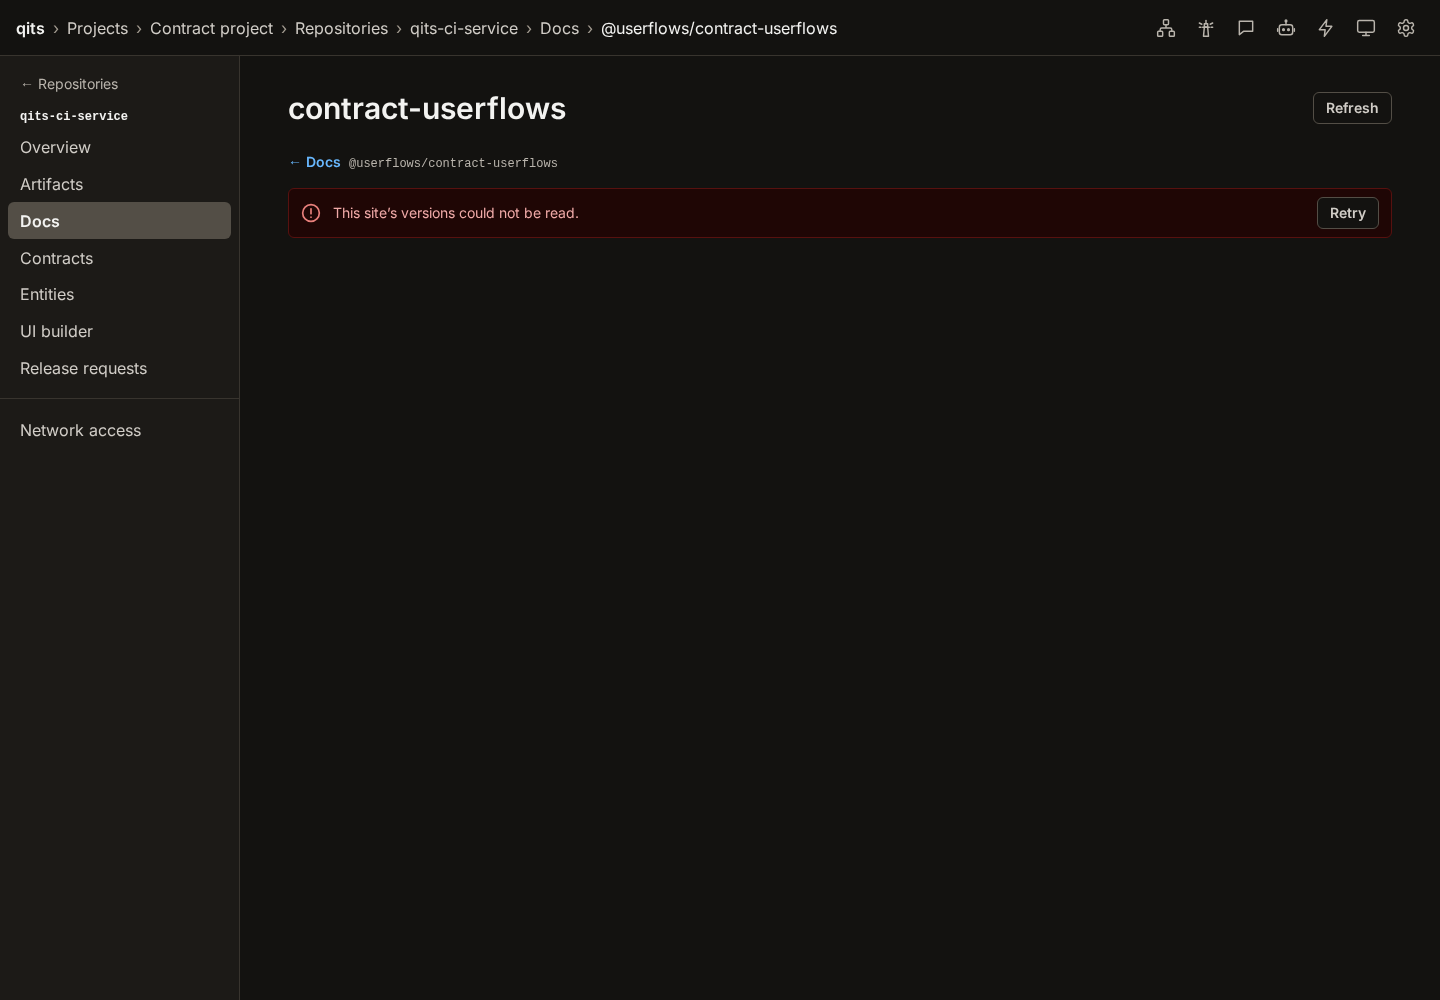 qits › Projects › Contract project › Repositories › qits-ci-service › Docs › @userflows/contract-userflows
← Repositories
qits-ci-service
Overview
Artifacts
Docs
Contracts
Entities
UI builder
Release requests
Network access
contract-userflows
Refresh
← Docs @userflows/contract-userflows
This site’s versions could not be read.
Retry